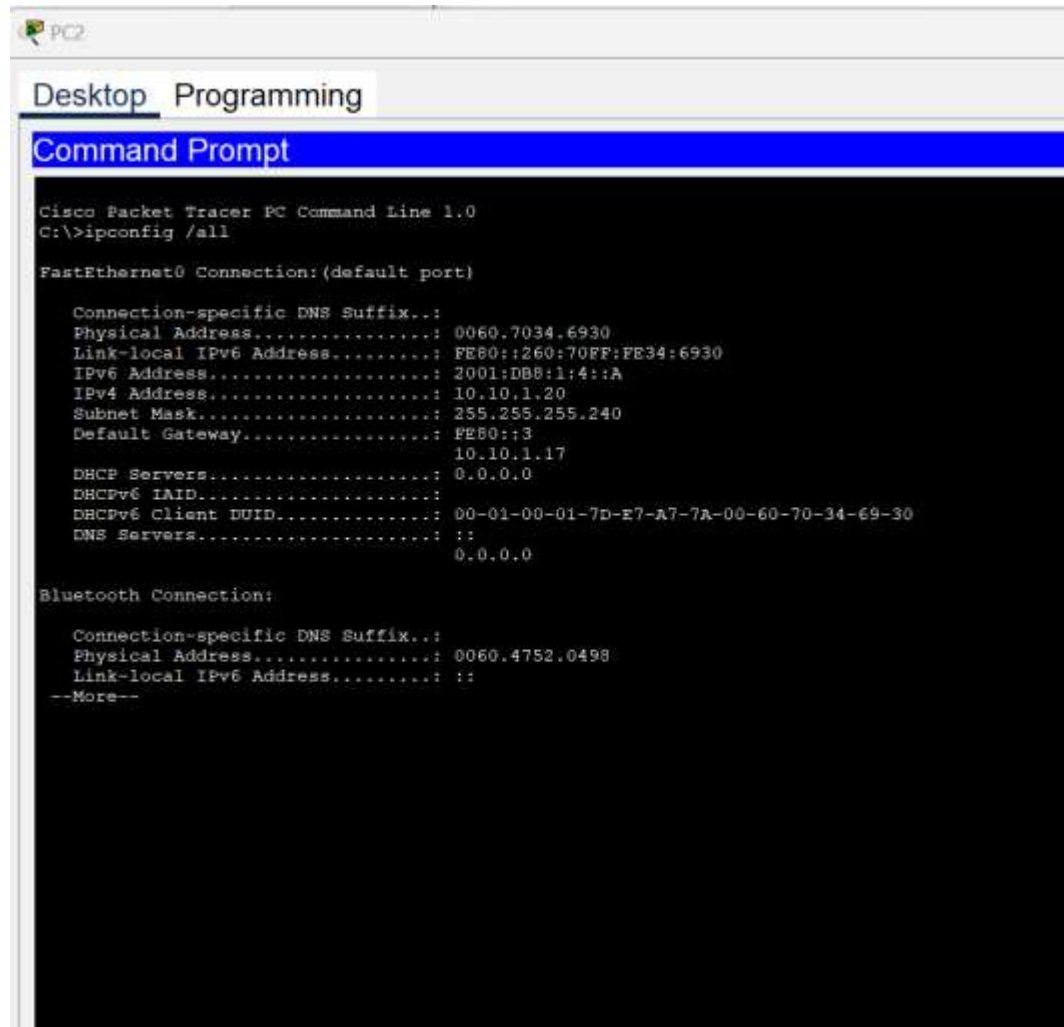 PC2
Desktop Programming
Command Prompt
Cisco Packet Tracer PC Command Line 1.0
C:\>ipconfig /all
FastEthernet0 Connection:(default port)
Connection-specific DNS Suffix..:
Physical Address................: 0060.7034.6930
Link-local IPv6 Address.........: FE80::260:70FF:FE34:6930
IPv6 Address....................: 2001:DB8:1:4::A
IPv4 Address....................: 10.10.1.20
Subnet Mask.....................: 255.255.255.240
Default Gateway.................: FE80::3
10.10.1.17
DHCP Servers....................: 0.0.0.0
DHCPv6 IAID.....................:
DHCPv6 Client DUID..............: 00-01-00-01-7D-E7-A7-7A-00-60-70-34-69-30
DNS Servers.....................: ::
0.0.0.0
Bluetooth Connection:
Connection-specific DNS Suffix..:
Physical Address................: 0060.4752.0498
Link-local IPv6 Address.........: ::
--More--